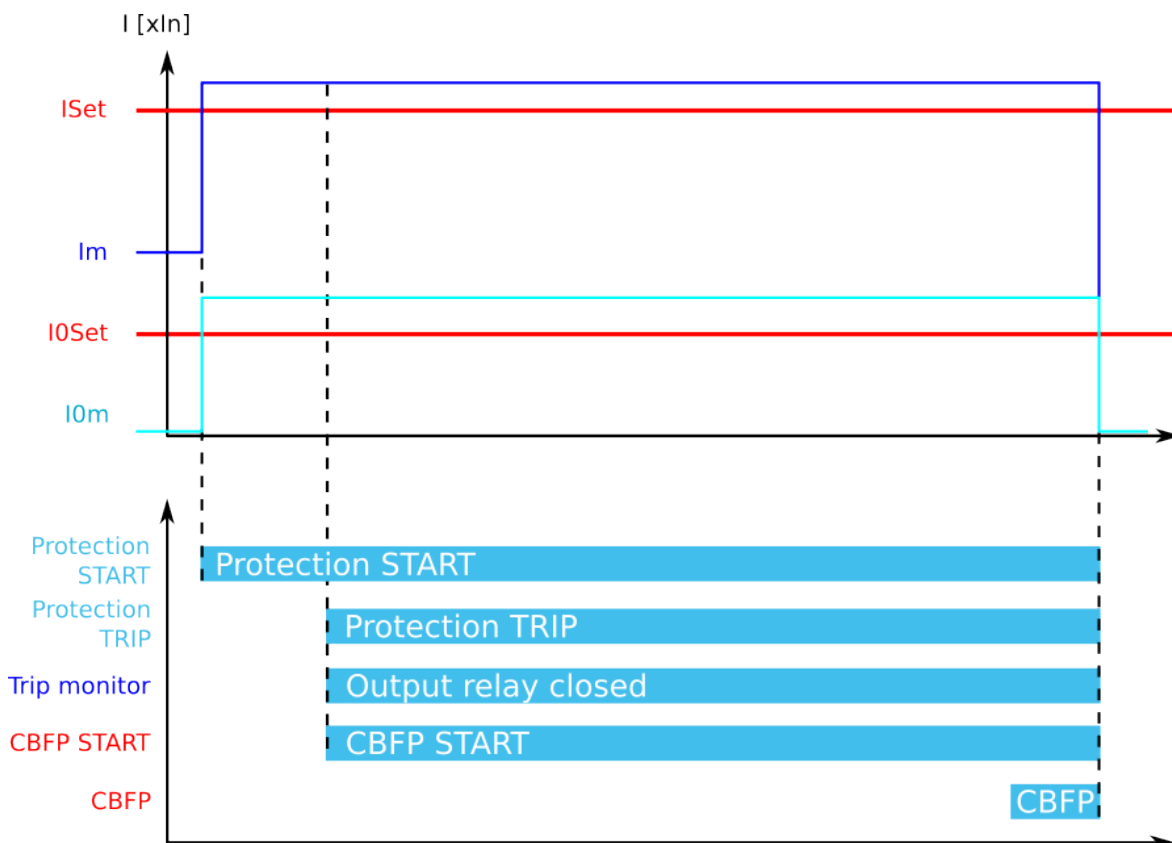 I [xIn]
ISet
Im
I0Set
I0m
Protection
START
Protection START
Protection
TRIP
Protection TRIP
Trip monitor
Output relay closed
CBFP START
CBFP START
CBFP
CBFP